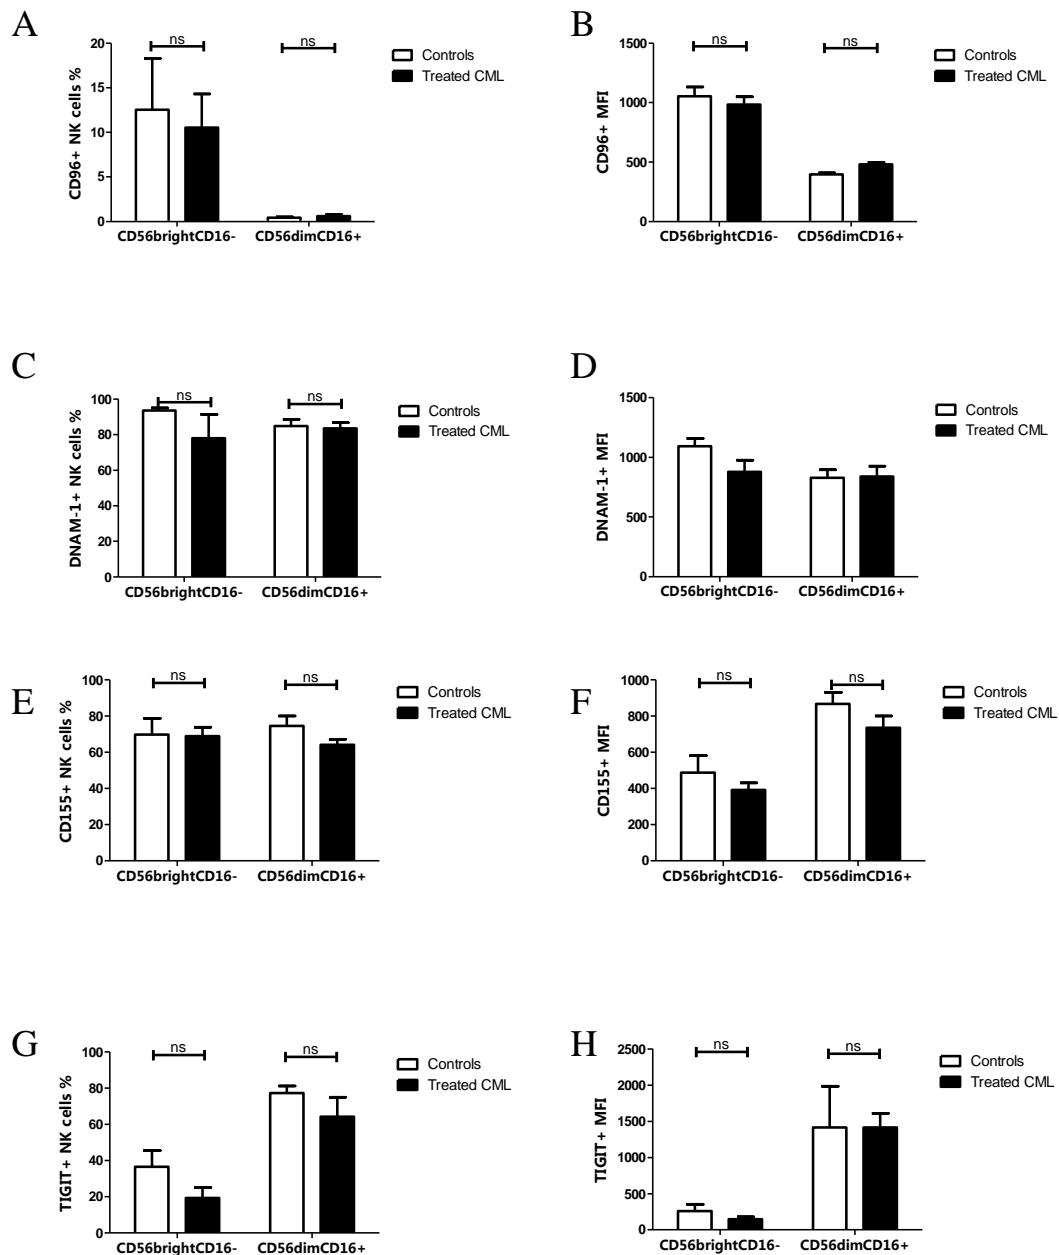 A
CD96+ NK cells %
20
15
10
5
0
ns
ns
CD56brightCD16-
CD56dimCD16+
Controls
Treated CML
B
CD96+ MFI
1500
1000
500
0
ns
ns
CD56brightCD16-
CD56dimCD16+
Controls
Treated CML
C
DNAM-1+ NK cells %
100
80
60
40
20
0
ns
ns
CD56brightCD16-
CD56dimCD16+
Controls
Treated CML
D
DNAM-1+ MFI
1500
1000
500
0
CD56brightCD16-
CD56dimCD16+
Controls
Treated CML
E
CD155+ NK cells %
100
80
60
40
20
0
ns
ns
CD56brightCD16-
CD56dimCD16+
Controls
Treated CML
F
CD155+ MFI
1000
800
600
400
200
0
ns
ns
CD56brightCD16-
CD56dimCD16+
Controls
Treated CML
G
TIGIT+ NK cells %
100
80
60
40
20
0
ns
ns
CD56brightCD16-
CD56dimCD16+
Controls
Treated CML
H
TIGIT+ MFI
2500
2000
1500
1000
500
0
ns
ns
CD56brightCD16-
CD56dimCD16+
Controls
Treated CML